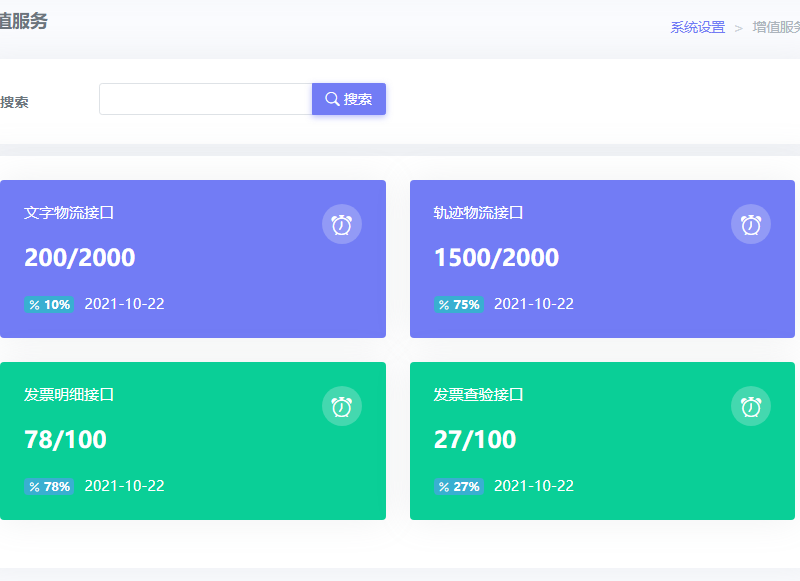 值服务
系统设置 > 增值服务
搜索
搜索
文字物流接口
200/2000
% 10% 2021-10-22
轨迹物流接口
1500/2000
% 75% 2021-10-22
发票明细接口
78/100
% 78% 2021-10-22
发票查验接口
27/100
% 27% 2021-10-22